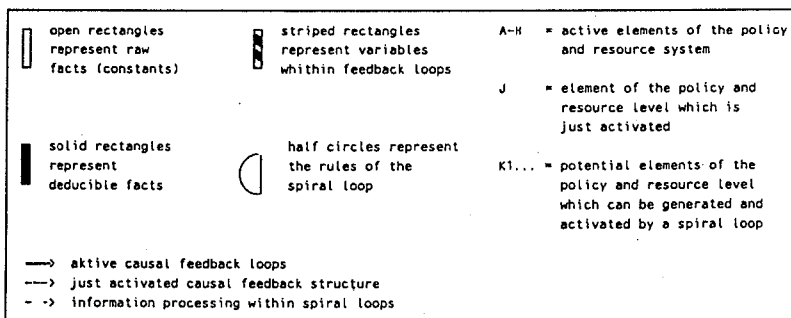 open rectangles
represent raw
facts (constants)
striped rectangles
represent variables
whithin feedback loops
A-H = active elements of the policy
and resource system
J = element of the policy and
resource level which is
just activated
solid rectangles
represent
deducible facts
half circles represent
the rules of the
spiral loop
K1... = potential elements of the
policy and resource level
which can be generated and
activated by a spiral loop
—> aktive causal feedback loops
—-> just activated causal feedback structure
- -> information processing within spiral loops